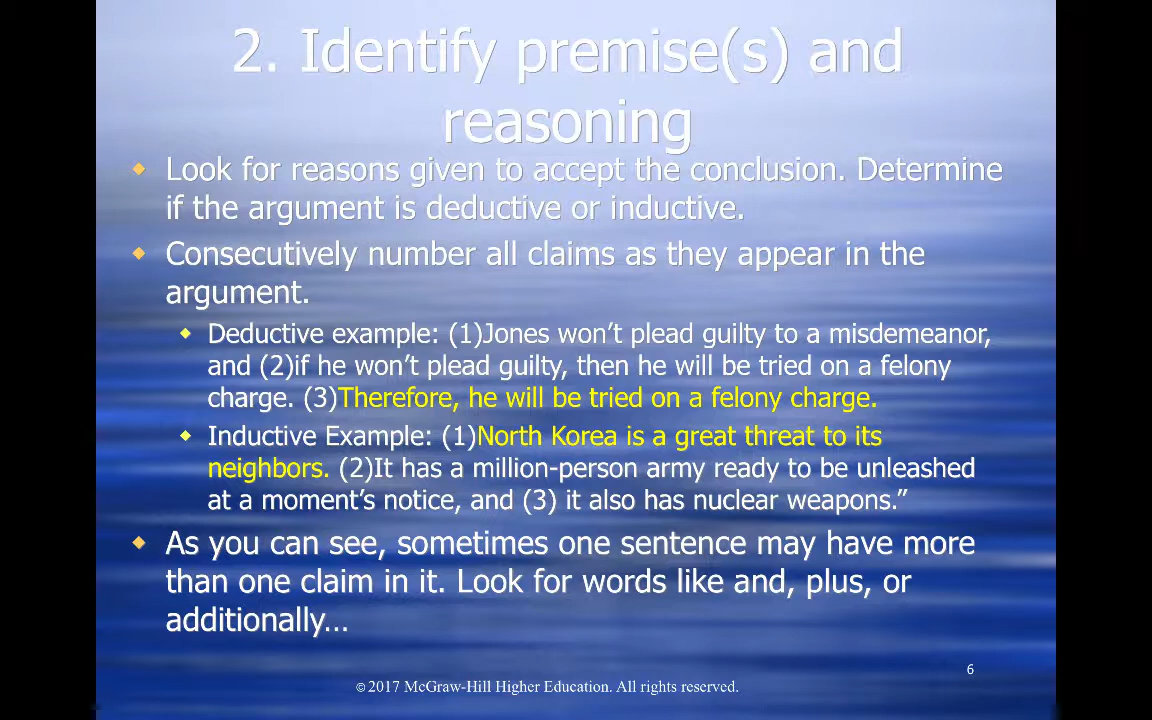 2. Identify premise(s) and
reasoning
Look for reasons given to accept the conclusion. Determine
if the argument is deductive or inductive.
Consecutively number all claims as they appear in the
argument.
Deductive example: (1)Jones won’t plead guilty to a misdemeanor,
and (2)if he won’t plead guilty, then he will be tried on a felony
charge. (3)Therefore, he will be tried on a felony charge.
Inductive Example: (1)North Korea is a great threat to its
neighbors. (2)It has a million-person army ready to be unleashed
at a moment’s notice, and (3) it also has nuclear weapons.”
As you can see, sometimes one sentence may have more
than one claim in it. Look for words like and, plus, or
additionally…
6
© 2017 McGraw-Hill Higher Education. All rights reserved.